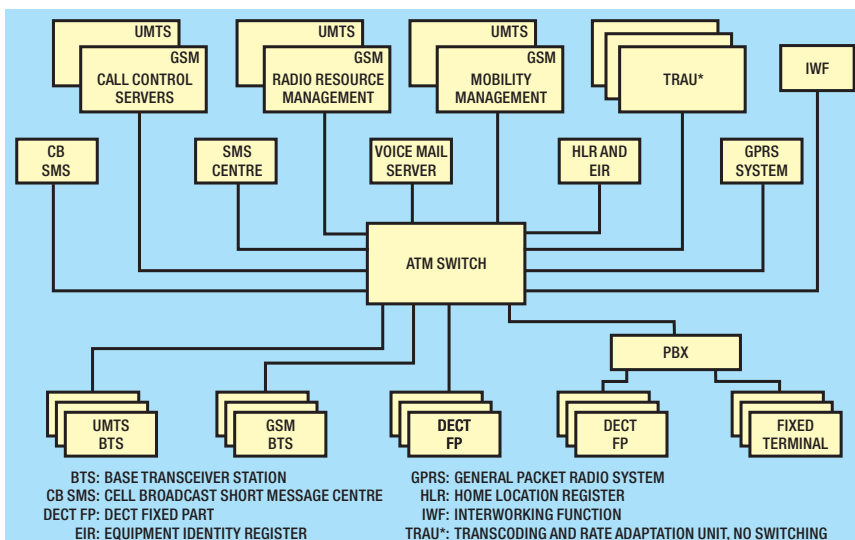 UMTS
GSM
CALL CONTROL
SERVERS
UMTS
GSM
RADIO RESOURCE
MANAGEMENT
UMTS
GSM
MOBILITY
MANAGEMENT
TRAU*
IWF
CB
SMS
SMS
CENTRE
VOICE MAIL
SERVER
HLR AND
EIR
GPRS
SYSTEM
ATM SWITCH
PBX
UMTS
BTS
GSM
BTS
DECT
FP
DECT
FP
FIXED
TERMINAL
BTS: BASE TRANSCEIVER STATION
CB SMS: CELL BROADCAST SHORT MESSAGE CENTRE
DECT FP: DECT FIXED PART
EIR: EQUIPMENT IDENTITY REGISTER
GPRS: GENERAL PACKET RADIO SYSTEM
HLR: HOME LOCATION REGISTER
IWF: INTERWORKING FUNCTION
TRAU*: TRANSCODING AND RATE ADAPTATION UNIT, NO SWITCHING